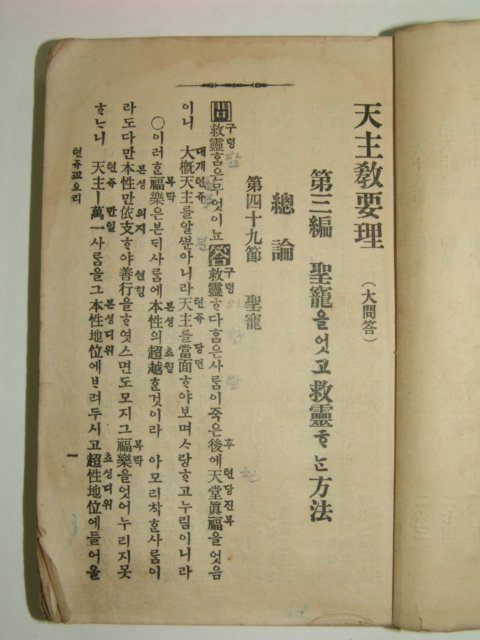 天主敎要理
(大問答)
第三編 聖寵을엇고救靈ᄒᆞᄂᆞᆫ方法
總論
第四十九節 聖寵
問救靈ᄒᆞᆷ은무엇이뇨 答救靈ᄒᆞ다ᄒᆞᆷ은사ᄅᆞᆷ이죽은後에天堂眞福을엇음
이니 大槪天主를알ᄲᅮᆫ아니라天主를當面ᄒᆞ야보며ᄉᆞ랑ᄒᆞ고누림이니라
○이러ᄒᆞᆫ福樂은본ᄃᆡ사ᄅᆞᆷ에本性의超越ᄒᆞᆫ것이라 아모리착ᄒᆞᆫ사ᄅᆞᆷ이
라도다만本性만依支ᄒᆞ야善行을ᄒᆞ엿스면도모지그福樂을엇어누리지못
ᄒᆞᄂᆞ니 天主ㅣ萬一사ᄅᆞᆷ을그本性地位에ᄇᆞ려두시고超性地位에들어올
텬쥬교요리
一